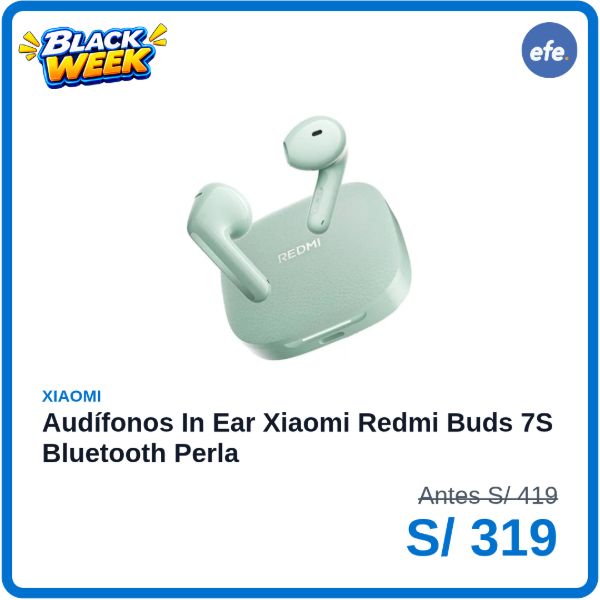 BLACK
WEEK
efe.
REDMI
XIAOMI
Audífonos In Ear Xiaomi Redmi Buds 7S
Bluetooth Perla
Antes S/ 419
S/ 319